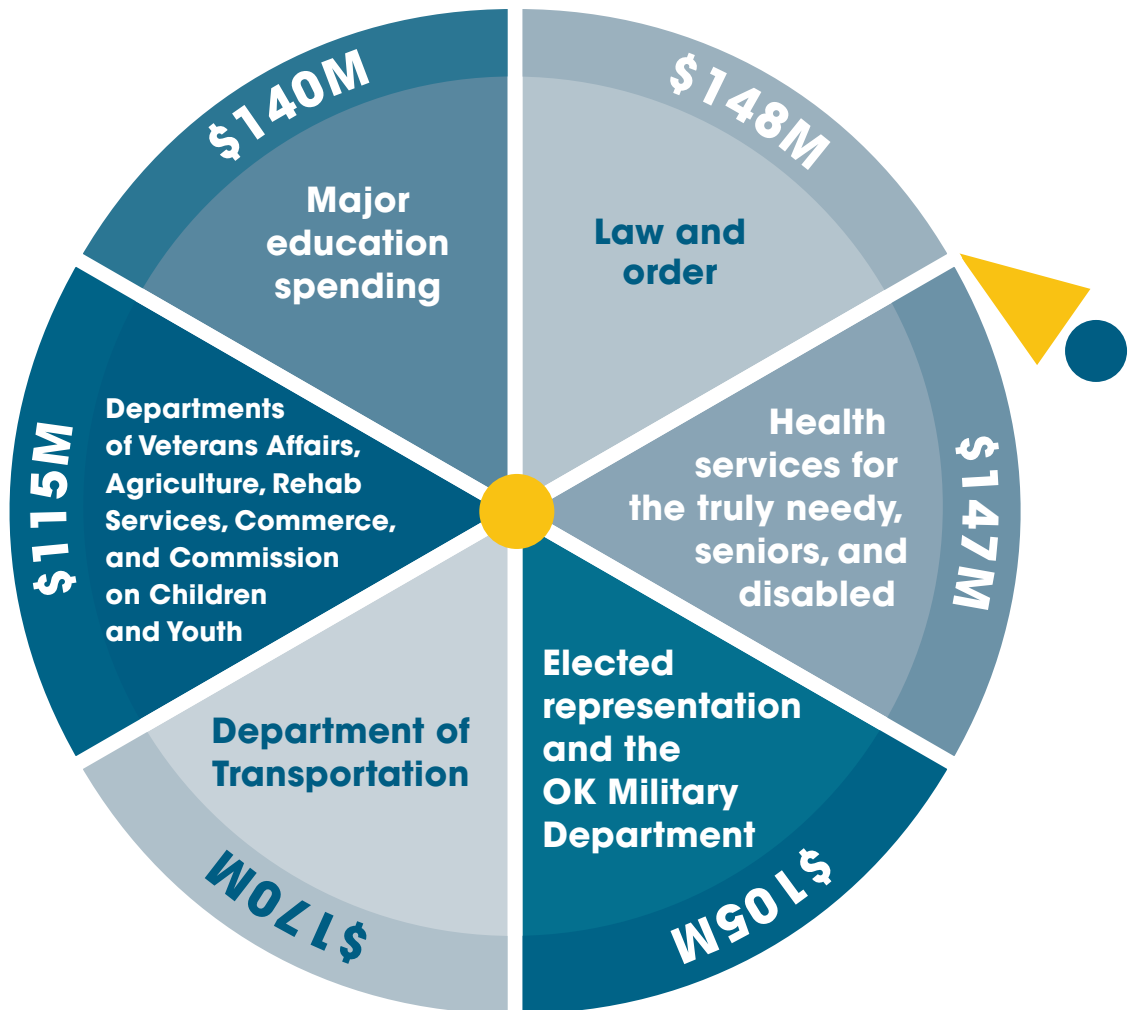 $140M
Major
education
spending
$148M
Law and
order
$147M
Health
services for
the truly needy,
seniors, and
disabled
$105M
Elected
representation
and the
OK Military
Department
$170M
Department of
Transportation
$115M
Departments
of Veterans Affairs,
Agriculture, Rehab
Services, Commerce,
and Commission
on Children
and Youth